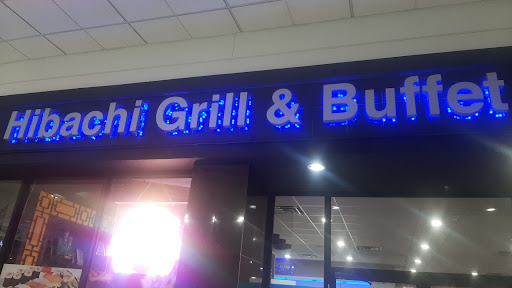 Hibachi Grill & Buffet